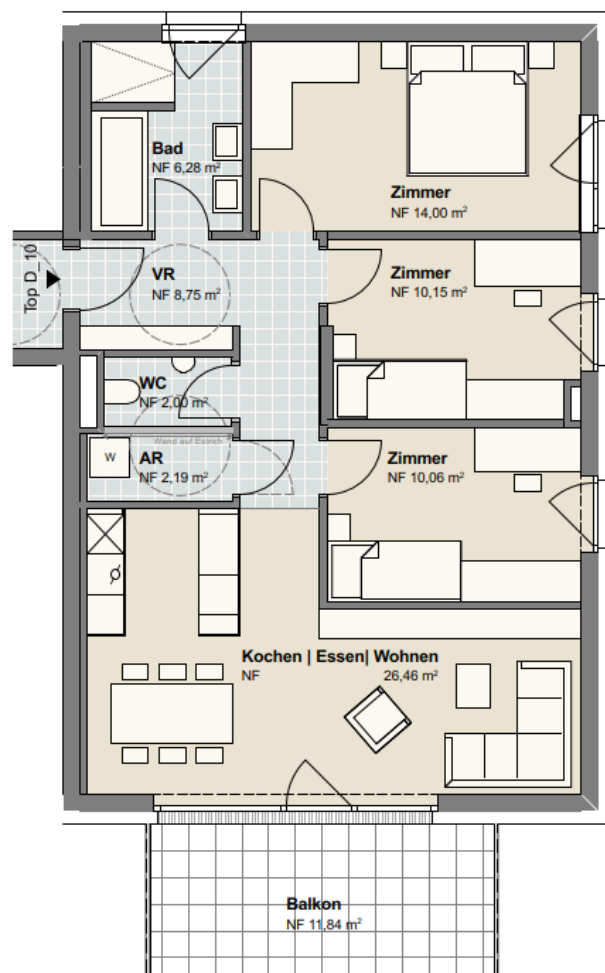 Bad
NF 6,28 m²
Zimmer
NF 14,00 m²
Top D_10
VR
NF 8,75 m²
Zimmer
NF 10,15 m²
WC
NF 2,00 m²
Wand auf Estrich
W
AR
NF 2,19 m²
Zimmer
NF 10,06 m²
Kochen | Essen| Wohnen
NF 26,46 m²
Balkon
NF 11,84 m²